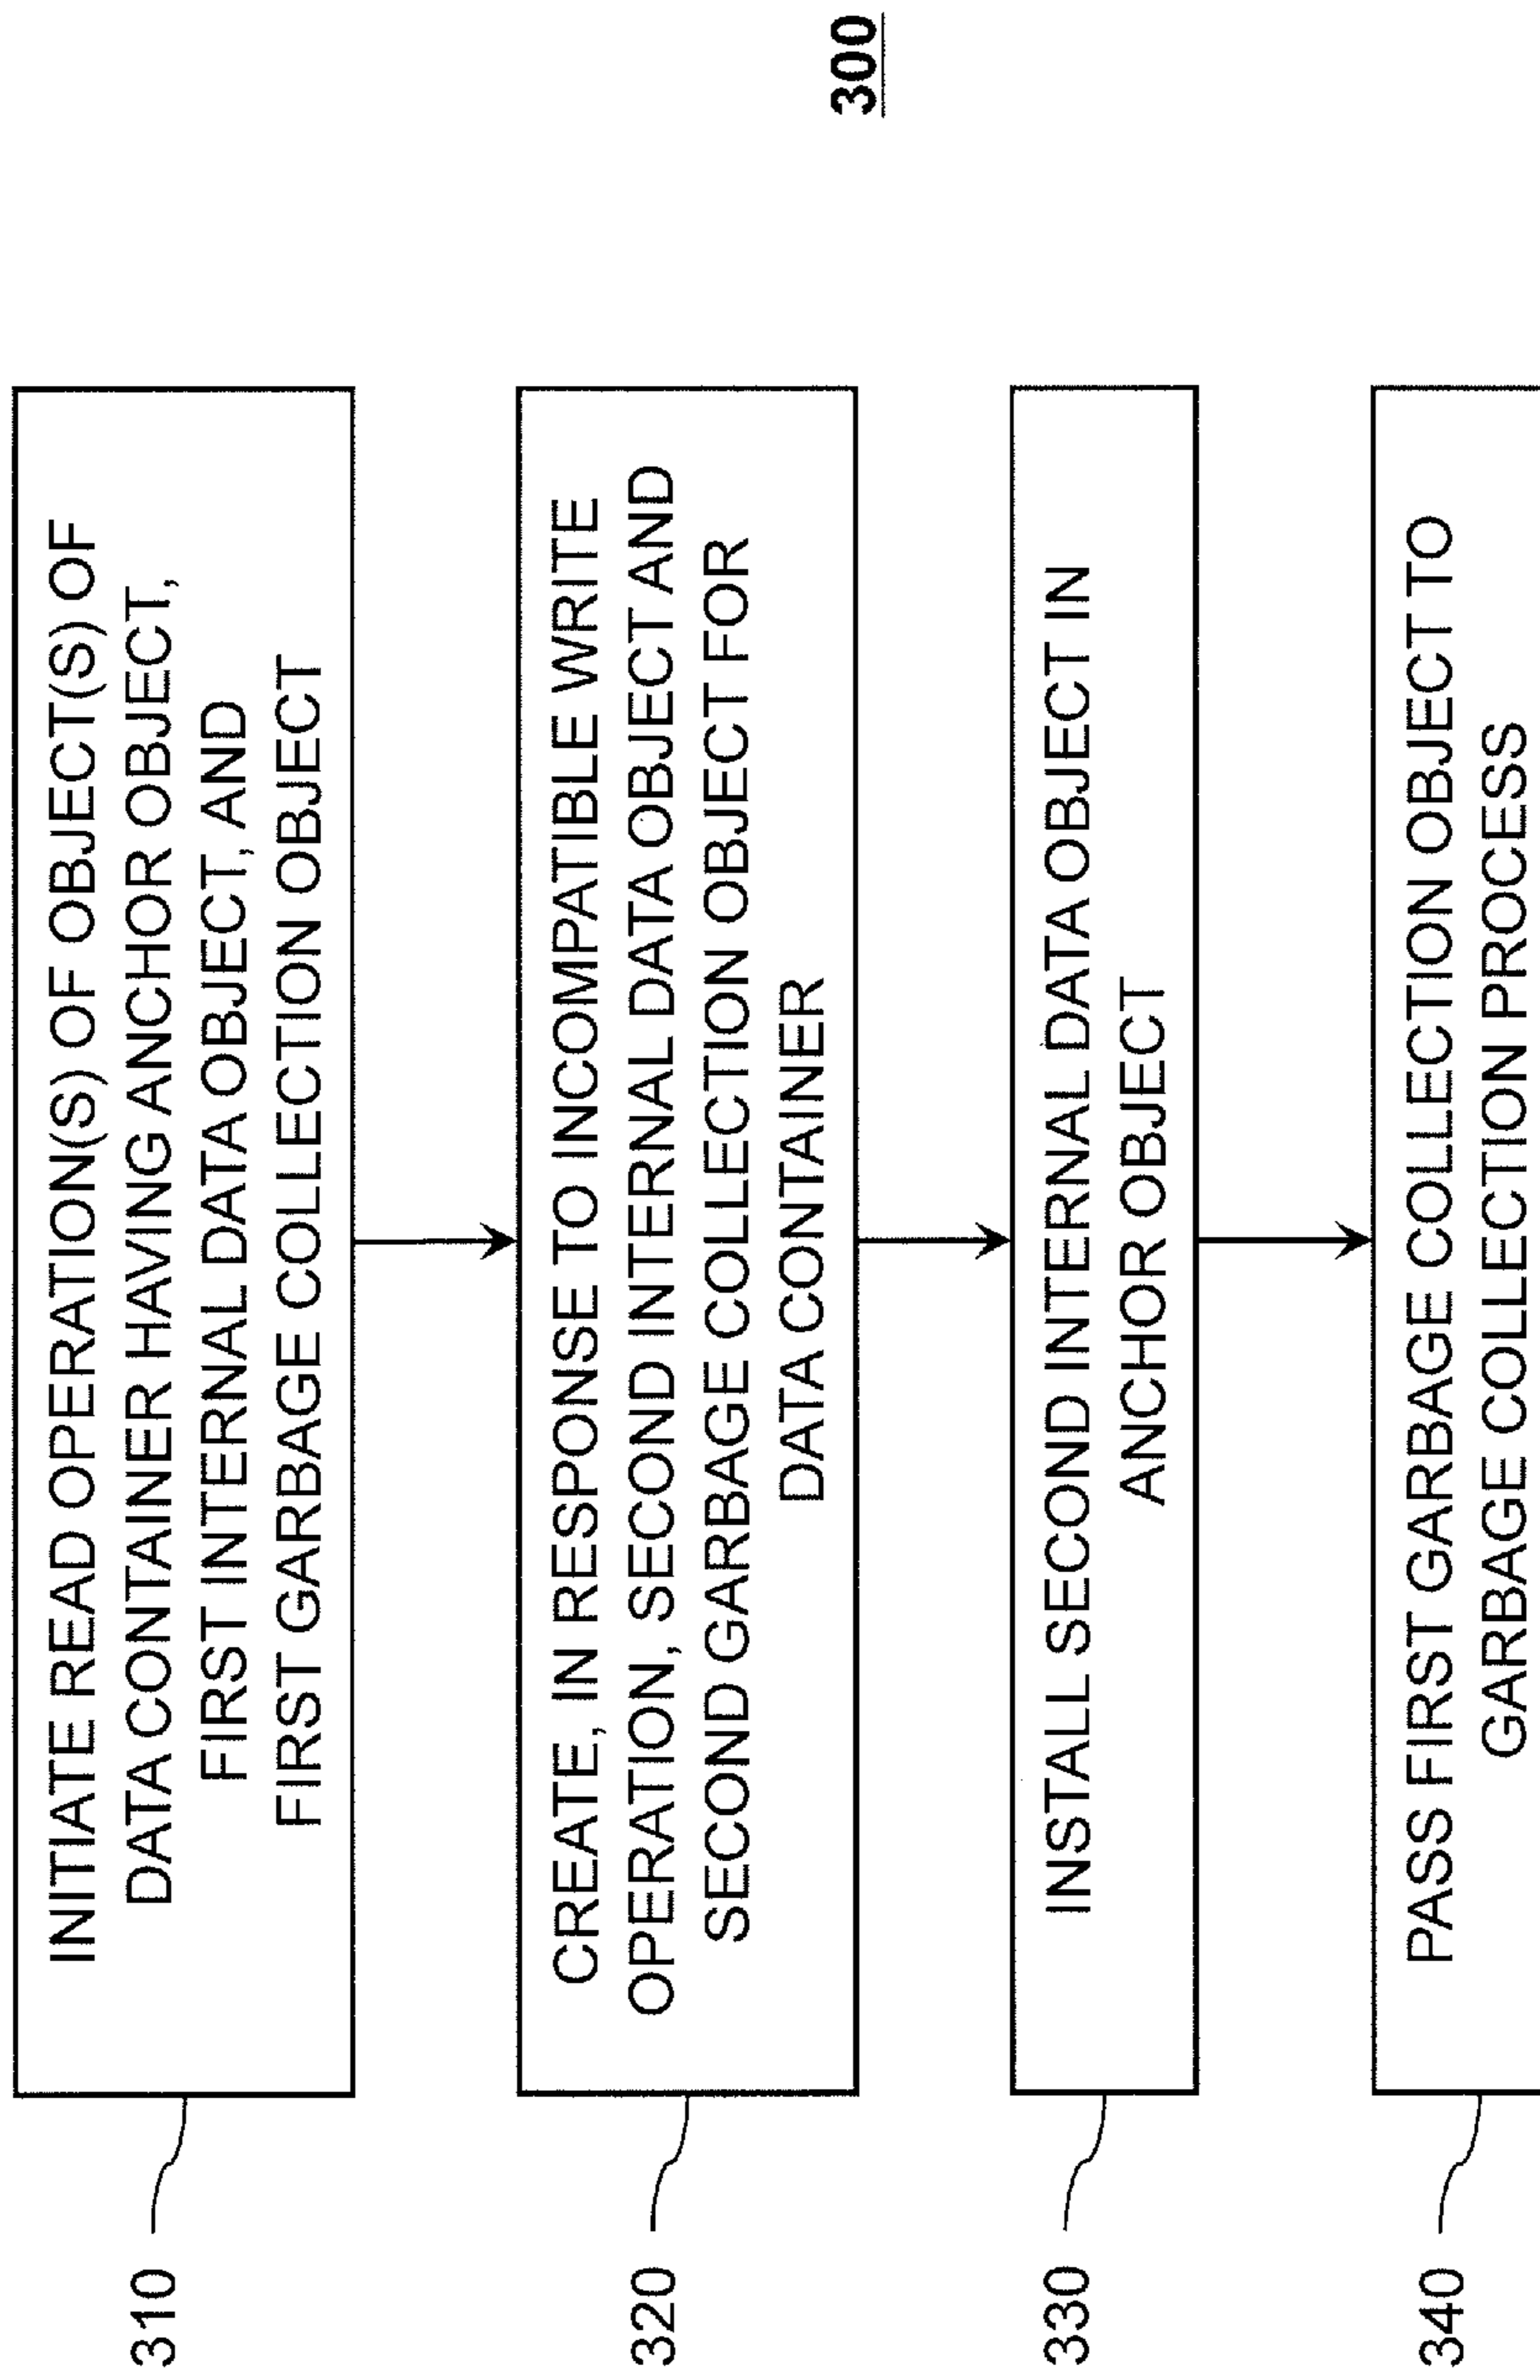 300
310
INITIATE READ OPERATION(S) OF OBJECT(S) OF
DATA CONTAINER HAVING ANCHOR OBJECT,
FIRST INTERNAL DATA OBJECT, AND
FIRST GARBAGE COLLECTION OBJECT
320
CREATE, IN RESPONSE TO INCOMPATIBLE WRITE
OPERATION, SECOND INTERNAL DATA OBJECT AND
SECOND GARBAGE COLLECTION OBJECT FOR
DATA CONTAINER
330
INSTALL SECOND INTERNAL DATA OBJECT IN
ANCHOR OBJECT
340
PASS FIRST GARBAGE COLLECTION OBJECT TO
GARBAGE COLLECTION PROCESS